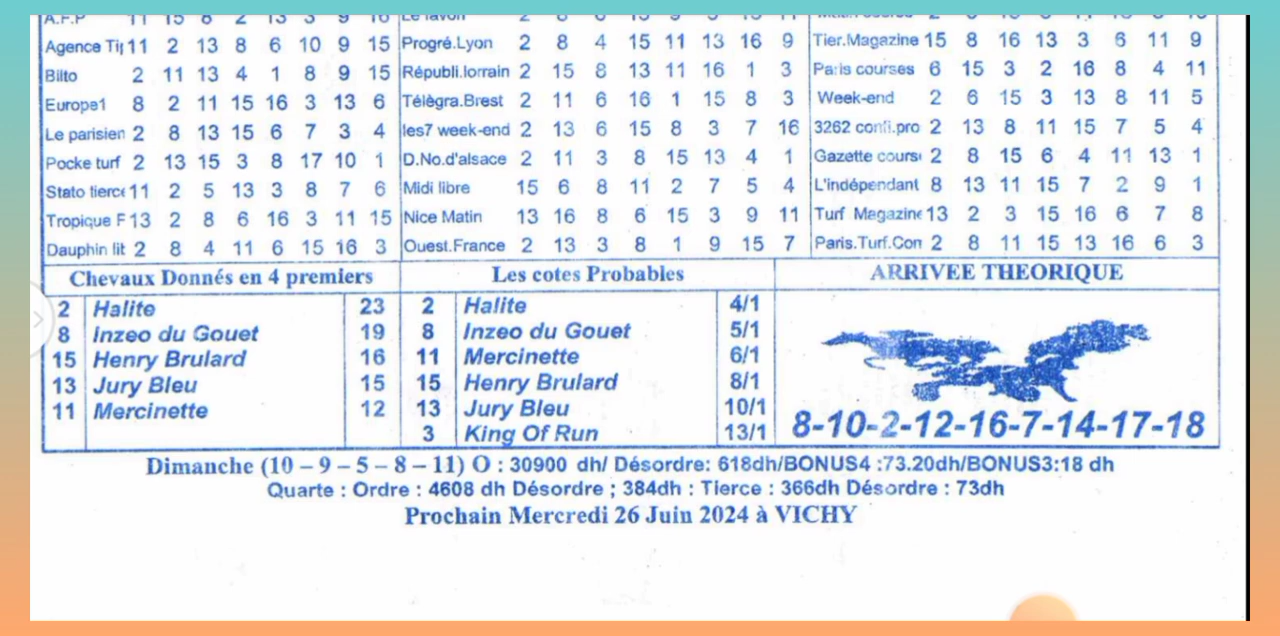 A.F.P 11 15 8 2 13 3 9 16
Agence Tip 11 2 13 8 6 10 9 15
Bilto 2 11 13 4 1 8 9 15
Europe1 8 2 11 15 16 3 13 6
Le parisien 2 8 13 15 6 7 3 4
Pocke turf 2 13 15 3 8 17 10 1
Stato tierce 11 2 5 13 3 8 7 6
Tropique F 13 2 8 6 16 3 11 15
Dauphin lit 2 8 4 11 6 15 16 3
Progré.Lyon 2 8 4 15 11 13 16 9
Républi.lorrain 2 15 8 13 11 16 1 3
Télègra.Brest 2 11 6 16 1 15 8 3
les7 week-end 2 13 6 15 8 3 7 16
D.No.d'alsace 2 11 3 8 15 13 4 1
Midi libre 15 6 8 11 2 7 5 4
Nice Matin 13 16 8 6 15 3 9 11
Ouest.France 2 13 3 8 1 9 15 7
Tier.Magazine 15 8 16 13 3 6 11 9
Paris courses 6 15 3 2 16 8 4 11
Week-end 2 6 15 3 13 8 11 5
3262 confi.pro 2 13 8 11 15 7 5 4
Gazette cours 2 8 15 6 4 11 13 1
L'indépendant 8 13 11 15 7 2 9 1
Turf Magazine 13 2 3 15 16 6 7 8
Paris.Turf.Con 2 8 11 15 13 16 6 3
Chevaux Donnés en 4 premiers
2 Halite 23
8 Inzeo du Gouet 19
15 Henry Brulard 16
13 Jury Bleu 15
11 Mercinette 12
Les cotes Probables
2 Halite 4/1
8 Inzeo du Gouet 5/1
11 Mercinette 6/1
15 Henry Brulard 8/1
13 Jury Bleu 10/1
3 King Of Run 13/1
ARRIVEE THEORIQUE
8-10-2-12-16-7-14-17-18
Dimanche (10 – 9 – 5 – 8 – 11) O : 30900 dh/ Désordre: 618dh/BONUS4 :73.20dh/BONUS3:18 dh
Quarte : Ordre : 4608 dh Désordre ; 384dh : Tierce : 366dh Désordre : 73dh
Prochain Mercredi 26 Juin 2024 à VICHY